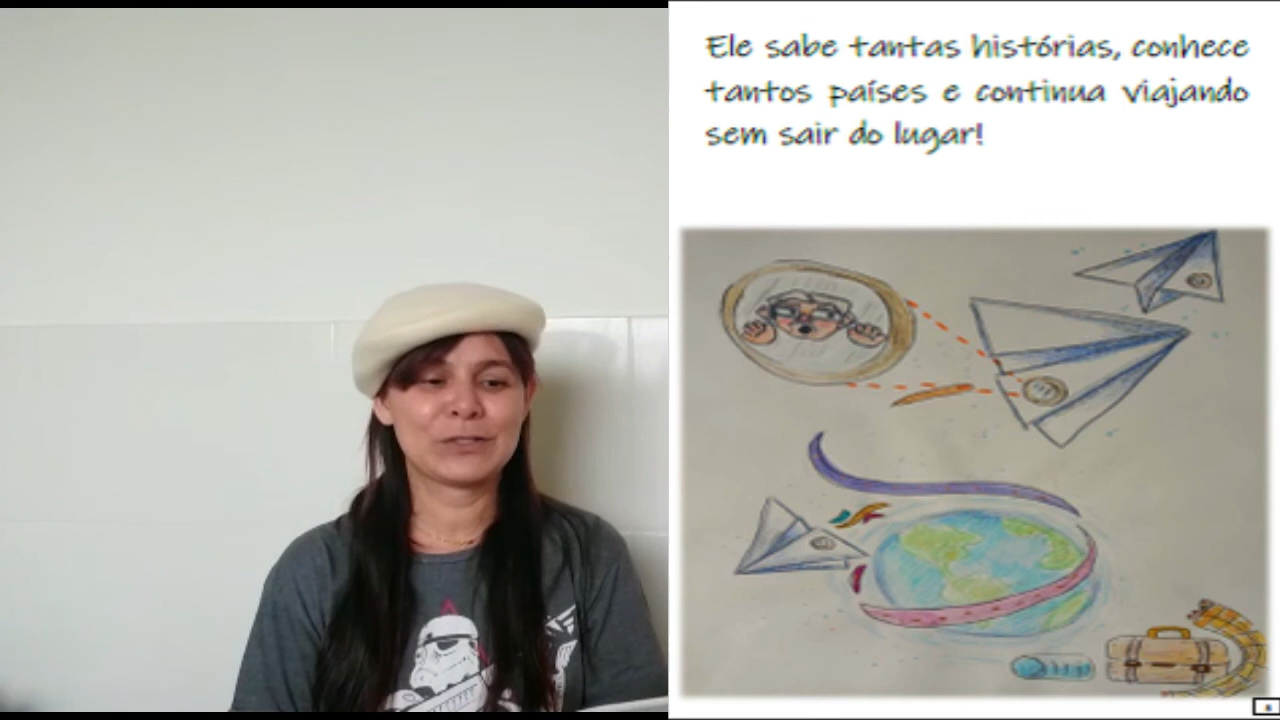 Ele sabe tantas histórias, conhece
tantos países e continua viajando
sem sair do lugar!